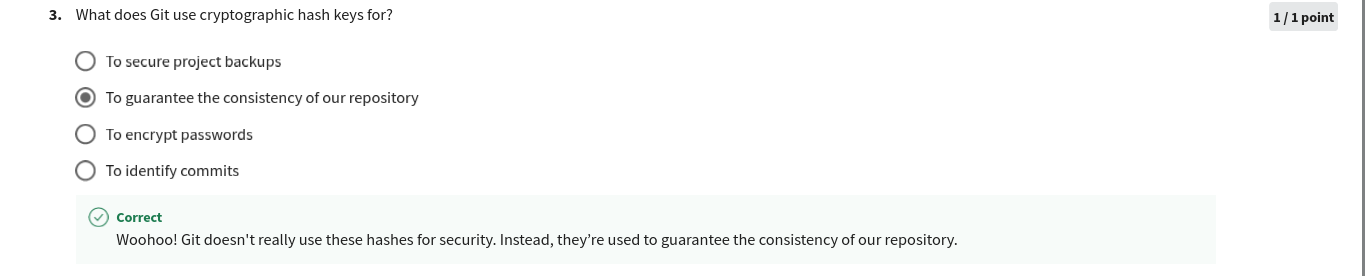 3. What does Git use cryptographic hash keys for?
1 / 1 point
To secure project backups
To guarantee the consistency of our repository
To encrypt passwords
To identify commits
Correct
Woohoo! Git doesn't really use these hashes for security. Instead, they’re used to guarantee the consistency of our repository.